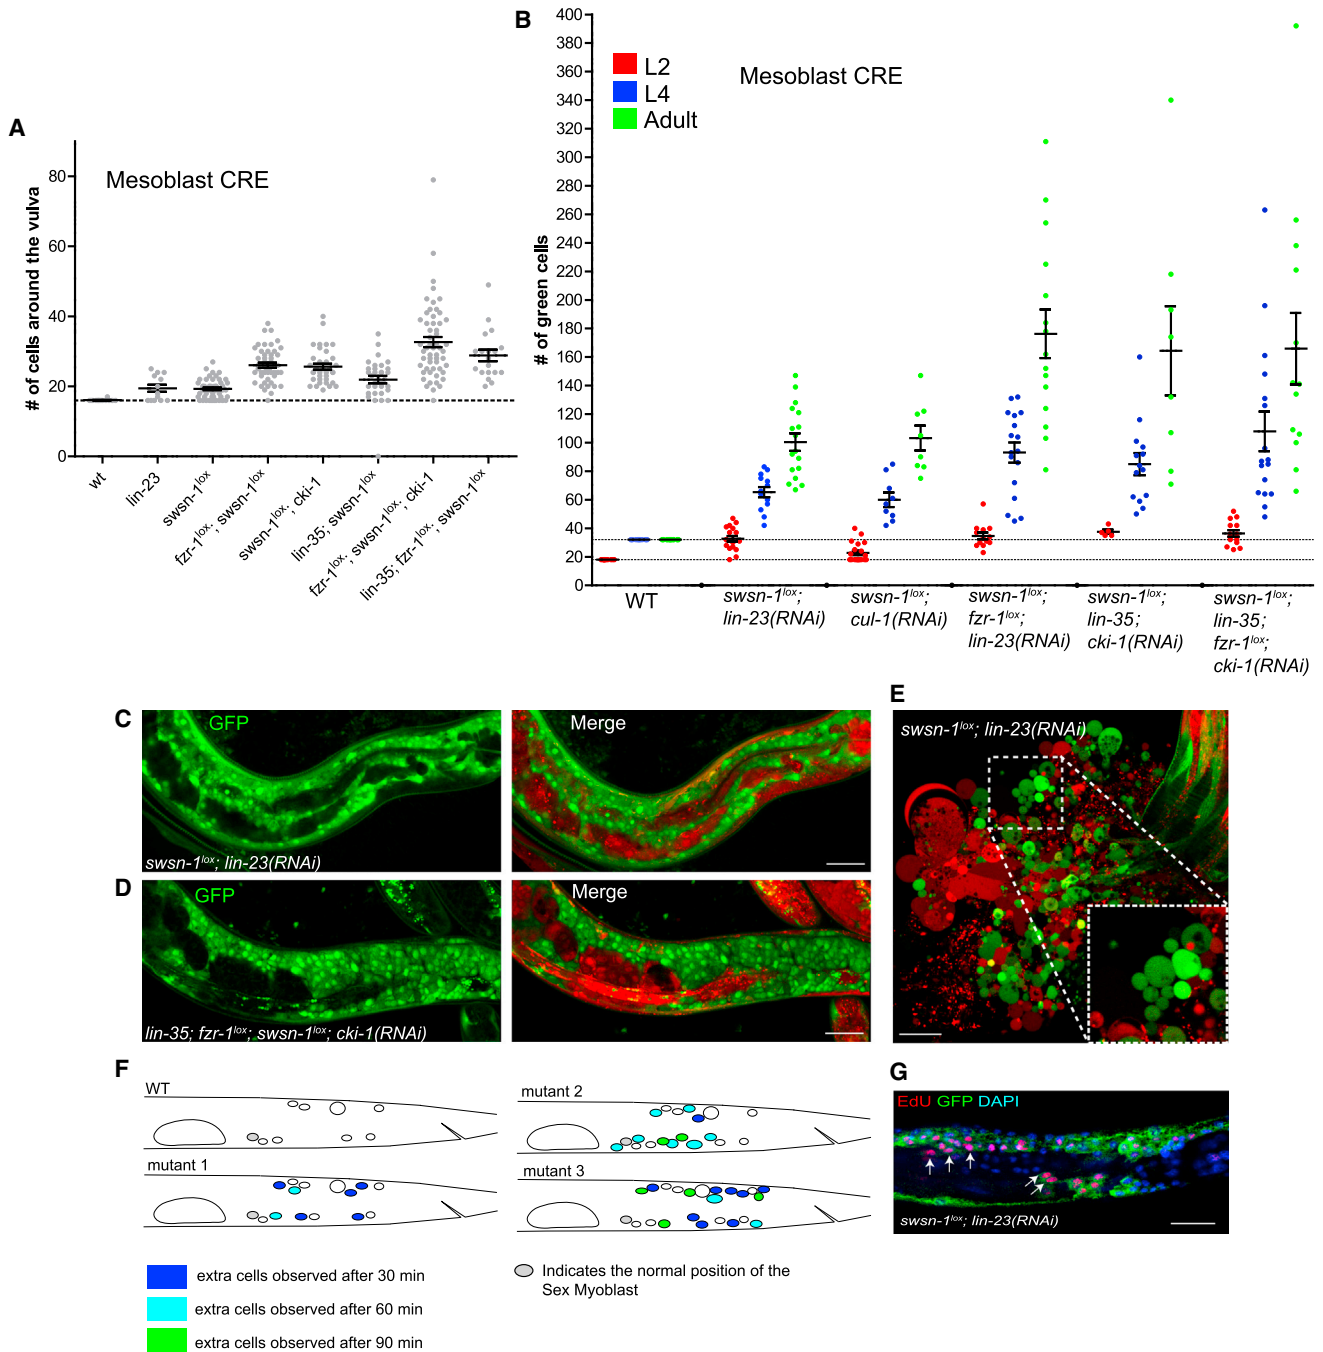 A
Mesoblast CRE
# of cells around the vulva
80
60
40
20
0
wt
lin-23
swsn-1lox
fzr-1lox; swsn-1lox
swsn-1lox; cki-1
lin-35; swsn-1lox
fzr-1lox; swsn-1lox; cki-1
lin-35; fzr-1lox; swsn-1lox
B
Mesoblast CRE
L2
L4
Adult
# of green cells
400
380
360
340
320
300
280
260
240
220
200
180
160
140
120
100
80
60
40
20
0
WT
swsn-1lox;
lin-23(RNAi)
swsn-1lox;
cul-1(RNAi)
swsn-1lox;
fzr-1lox;
lin-23(RNAi)
swsn-1lox;
lin-35;
cki-1(RNAi)
swsn-1lox;
lin-35;
fzr-1lox;
cki-1(RNAi)
C
GFP
Merge
swsn-1lox; lin-23(RNAi)
D
GFP
Merge
lin-35; fzr-1lox; swsn-1lox; cki-1(RNAi)
E
swsn-1lox; lin-23(RNAi)
F
WT
mutant 2
mutant 1
mutant 3
extra cells observed after 30 min
extra cells observed after 60 min
extra cells observed after 90 min
Indicates the normal position of the
Sex Myoblast
G
EdU GFP DAPI
swsn-1lox; lin-23(RNAi)